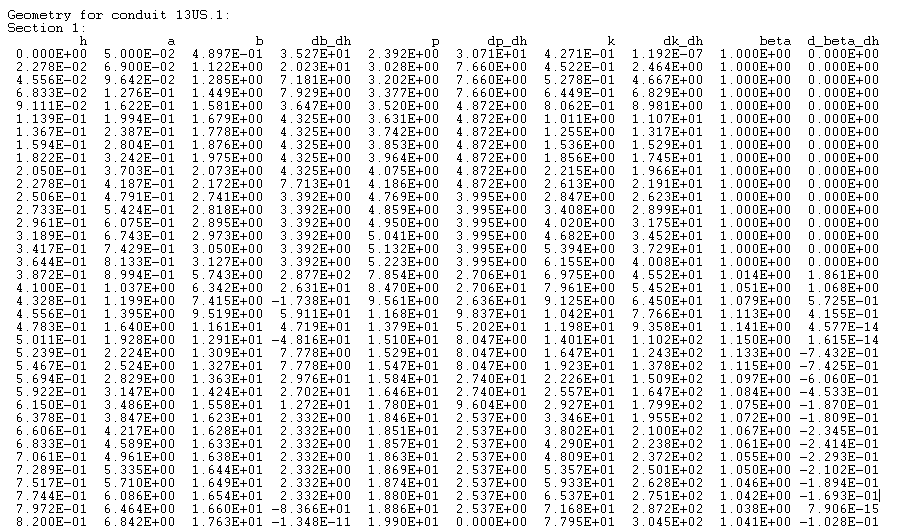 Geometry for conduit 13US.1:
Section 1:
h a b db_dh p dp_dh k dk_dh beta d_beta_dh
0.000E+00 5.000E-02 4.897E-01 3.527E+01 2.392E+00 3.071E+01 4.271E-01 1.192E-07 1.000E+00 0.000E+00
2.278E-02 6.900E-02 1.122E+00 2.023E+01 3.028E+00 7.660E+00 4.522E-01 2.464E+00 1.000E+00 0.000E+00
4.556E-02 9.642E-02 1.285E+00 7.181E+00 3.202E+00 7.660E+00 5.278E-01 4.667E+00 1.000E+00 0.000E+00
6.833E-02 1.276E-01 1.449E+00 7.929E+00 3.377E+00 7.660E+00 6.449E-01 6.829E+00 1.000E+00 0.000E+00
9.111E-02 1.622E-01 1.581E+00 3.647E+00 3.520E+00 4.872E+00 8.062E-01 8.981E+00 1.000E+00 0.000E+00
1.139E-01 1.994E-01 1.679E+00 4.325E+00 3.631E+00 4.872E+00 1.011E+00 1.107E+01 1.000E+00 0.000E+00
1.367E-01 2.387E-01 1.778E+00 4.325E+00 3.742E+00 4.872E+00 1.255E+00 1.317E+01 1.000E+00 0.000E+00
1.594E-01 2.804E-01 1.876E+00 4.325E+00 3.853E+00 4.872E+00 1.536E+00 1.529E+01 1.000E+00 0.000E+00
1.822E-01 3.242E-01 1.975E+00 4.325E+00 3.964E+00 4.872E+00 1.856E+00 1.745E+01 1.000E+00 0.000E+00
2.050E-01 3.703E-01 2.073E+00 4.325E+00 4.075E+00 4.872E+00 2.215E+00 1.966E+01 1.000E+00 0.000E+00
2.278E-01 4.187E-01 2.172E+00 7.713E+01 4.186E+00 4.872E+00 2.613E+00 2.191E+01 1.000E+00 0.000E+00
2.506E-01 4.791E-01 2.741E+00 3.392E+00 4.769E+00 3.995E+00 2.847E+00 2.623E+01 1.000E+00 0.000E+00
2.733E-01 5.424E-01 2.818E+00 3.392E+00 4.859E+00 3.995E+00 3.408E+00 2.899E+01 1.000E+00 0.000E+00
2.961E-01 6.075E-01 2.895E+00 3.392E+00 4.950E+00 3.995E+00 4.020E+00 3.175E+01 1.000E+00 0.000E+00
3.189E-01 6.743E-01 2.973E+00 3.392E+00 5.041E+00 3.995E+00 4.682E+00 3.452E+01 1.000E+00 0.000E+00
3.417E-01 7.429E-01 3.050E+00 3.392E+00 5.132E+00 3.995E+00 5.394E+00 3.729E+01 1.000E+00 0.000E+00
3.644E-01 8.133E-01 3.127E+00 3.392E+00 5.223E+00 3.995E+00 6.155E+00 4.008E+01 1.000E+00 0.000E+00
3.872E-01 8.994E-01 5.743E+00 2.877E+02 7.854E+00 2.706E+01 6.975E+00 4.552E+01 1.014E+00 1.861E+00
4.100E-01 1.037E+00 6.342E+00 2.631E+01 8.470E+00 2.706E+01 7.961E+00 5.452E+01 1.051E+00 1.068E+00
4.328E-01 1.199E+00 7.415E+00 -1.738E+01 9.561E+00 2.636E+01 9.125E+00 6.450E+01 1.079E+00 5.725E-01
4.556E-01 1.395E+00 9.519E+00 5.911E+01 1.168E+01 9.837E+01 1.042E+01 7.766E+01 1.113E+00 4.155E-01
4.783E-01 1.640E+00 1.161E+01 4.719E+01 1.379E+01 5.202E+01 1.198E+01 9.358E+01 1.141E+00 4.577E-14
5.011E-01 1.928E+00 1.291E+01 -4.816E+01 1.510E+01 8.047E+00 1.401E+01 1.102E+02 1.150E+00 1.615E-14
5.239E-01 2.224E+00 1.309E+01 7.778E+00 1.529E+01 8.047E+00 1.647E+01 1.243E+02 1.133E+00 -7.432E-01
5.467E-01 2.524E+00 1.327E+01 7.778E+00 1.547E+01 8.047E+00 1.923E+01 1.378E+02 1.115E+00 -7.425E-01
5.694E-01 2.829E+00 1.363E+01 2.976E+01 1.584E+01 2.740E+01 2.226E+01 1.509E+02 1.097E+00 -6.060E-01
5.922E-01 3.147E+00 1.424E+01 2.702E+01 1.646E+01 2.740E+01 2.557E+01 1.647E+02 1.084E+00 -4.533E-01
6.150E-01 3.486E+00 1.558E+01 1.272E+01 1.780E+01 9.604E+00 2.927E+01 1.799E+02 1.075E+00 -1.870E-01
6.378E-01 3.847E+00 1.623E+01 2.332E+00 1.846E+01 2.537E+00 3.346E+01 1.955E+02 1.072E+00 -1.809E-01
6.606E-01 4.217E+00 1.628E+01 2.332E+00 1.851E+01 2.537E+00 3.802E+01 2.100E+02 1.067E+00 -2.345E-01
6.833E-01 4.589E+00 1.633E+01 2.332E+00 1.857E+01 2.537E+00 4.290E+01 2.238E+02 1.061E+00 -2.414E-01
7.061E-01 4.961E+00 1.638E+01 2.332E+00 1.863E+01 2.537E+00 4.809E+01 2.372E+02 1.055E+00 -2.293E-01
7.289E-01 5.335E+00 1.644E+01 2.332E+00 1.869E+01 2.537E+00 5.357E+01 2.501E+02 1.050E+00 -2.102E-01
7.517E-01 5.710E+00 1.649E+01 2.332E+00 1.874E+01 2.537E+00 5.933E+01 2.628E+02 1.046E+00 -1.894E-01
7.744E-01 6.086E+00 1.654E+01 2.332E+00 1.880E+01 2.537E+00 6.537E+01 2.751E+02 1.042E+00 -1.693E-01
7.972E-01 6.464E+00 1.660E+01 -8.366E+01 1.885E+01 2.537E+00 7.168E+01 2.872E+02 1.038E+00 7.906E-15
8.200E-01 6.842E+00 1.763E+01 -1.348E-11 1.990E+01 0.000E+00 7.795E+01 3.045E+02 1.041E+00 -1.028E-01